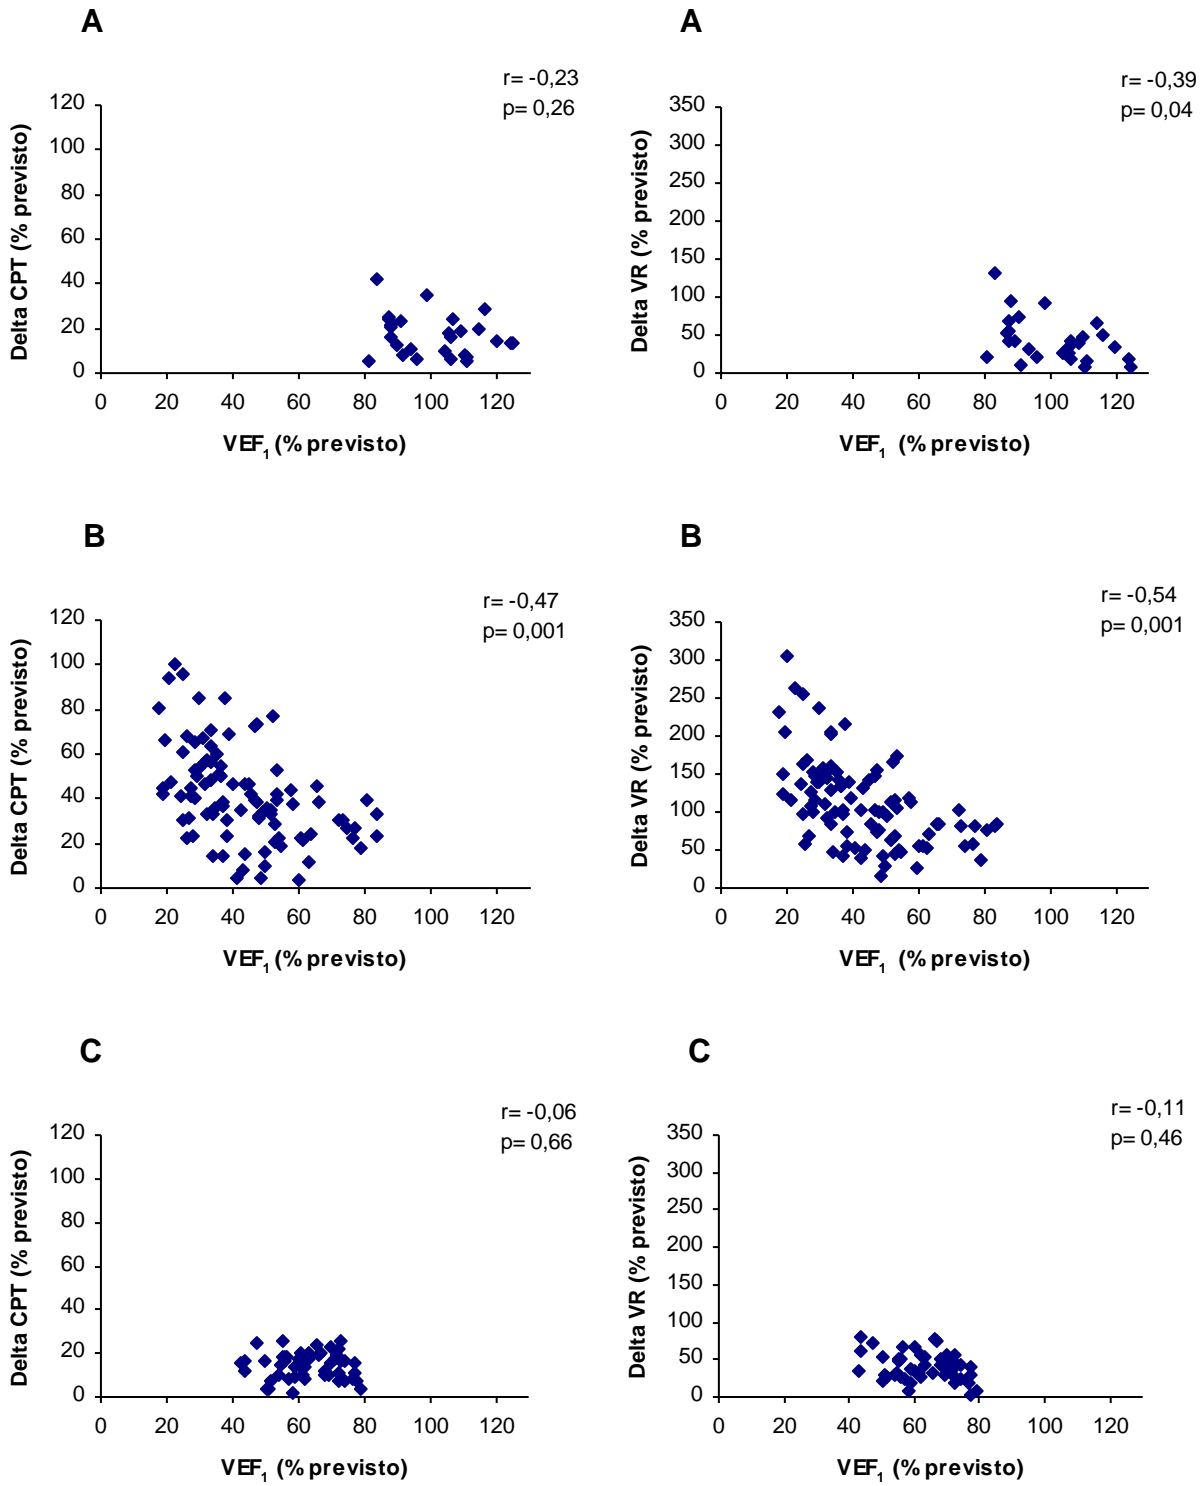 A
r= -0,23
p= 0,26
Delta CPT (% previsto)
120
100
80
60
40
20
0
0 20 40 60 80 100 120
VEF1 (% previsto)
A
r= -0,39
p= 0,04
Delta VR (% previsto)
350
300
250
200
150
100
50
0
0 20 40 60 80 100 120
VEF1 (% previsto)
B
r= -0,47
p= 0,001
Delta CPT (% previsto)
120
100
80
60
40
20
0
0 20 40 60 80 100 120
VEF1 (% previsto)
B
r= -0,54
p= 0,001
Delta VR (% previsto)
350
300
250
200
150
100
50
0
0 20 40 60 80 100 120
VEF1 (% previsto)
C
r= -0,06
p= 0,66
Delta CPT (% previsto)
120
100
80
60
40
20
0
0 20 40 60 80 100 120
VEF1 (% previsto)
C
r= -0,11
p= 0,46
Delta VR (% previsto)
350
300
250
200
150
100
50
0
0 20 40 60 80 100 120
VEF1 (% previsto)